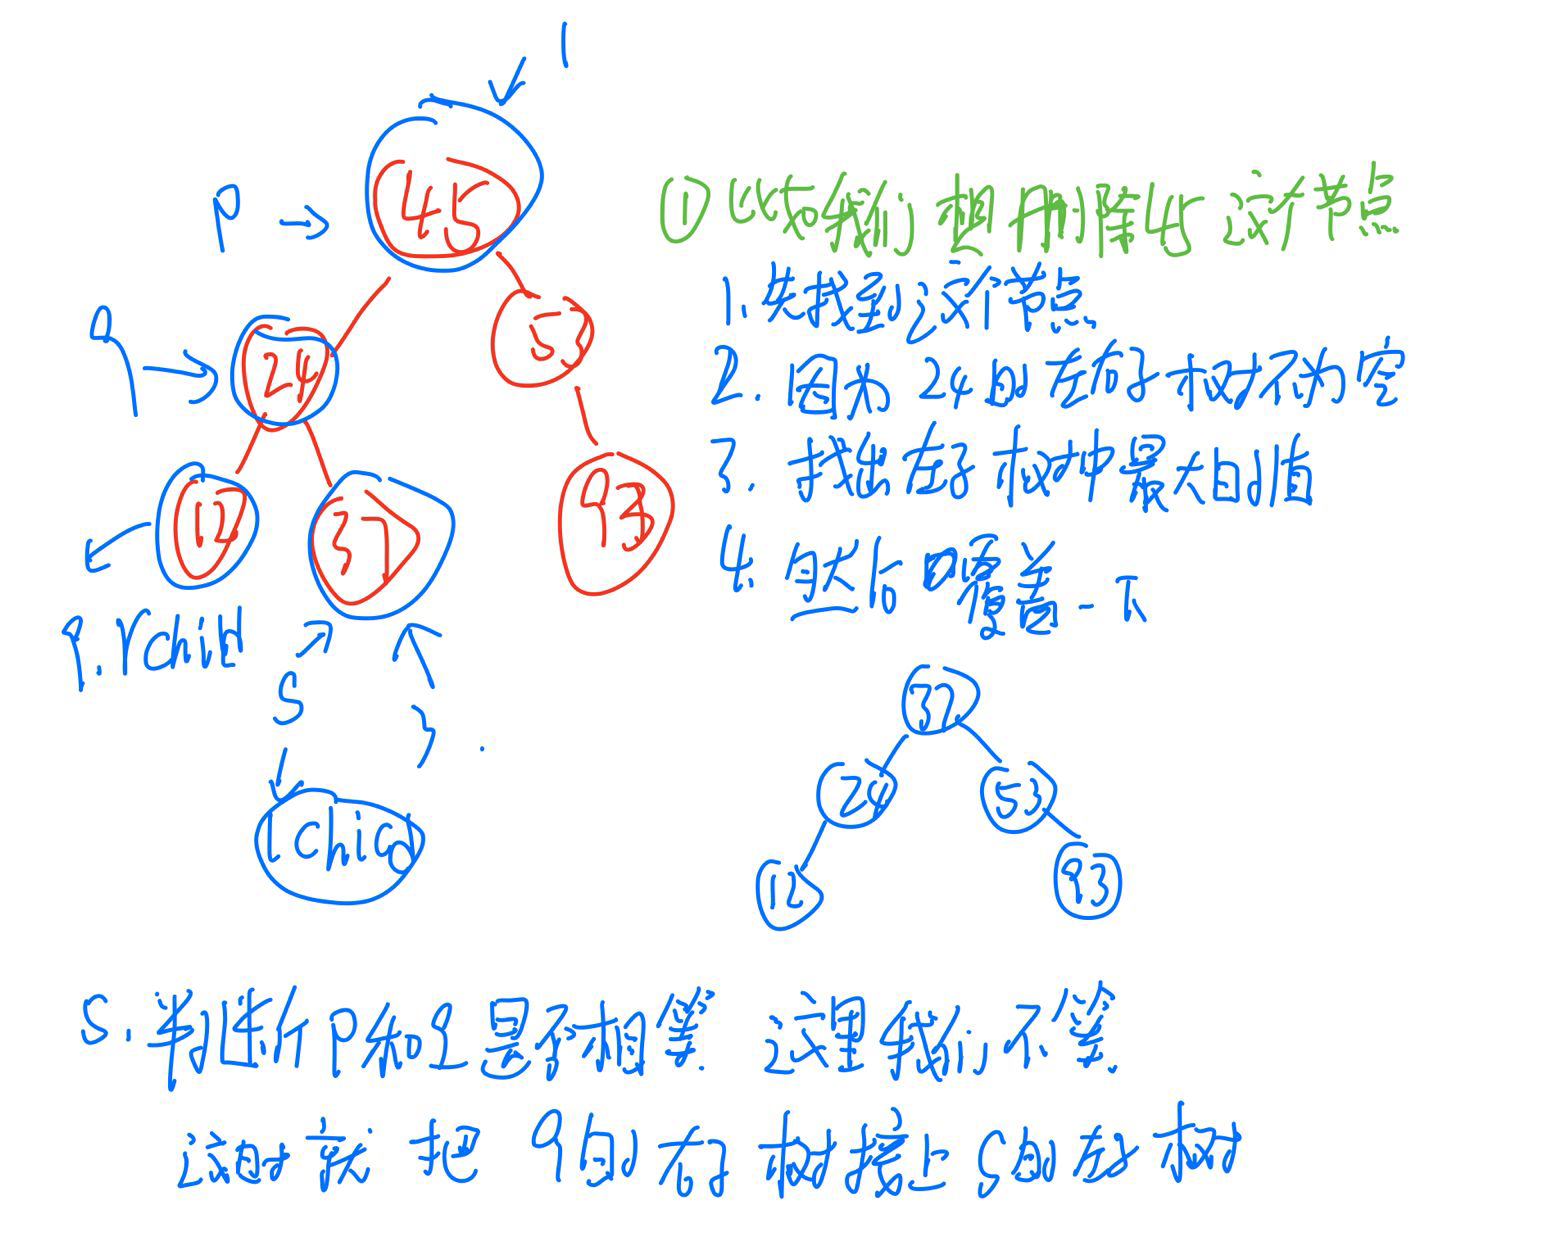 1
p
45
q
24
53
12
37
93
q.rchild
s
3
lchild
①比如我们想删除45这个节点
1.先找到这个节点
2.因为24的左右子树不为空
3.找出左子树中最大的值
4.然后覆盖一下
37
24
53
12
93
5.判断p和q是否相等 这里我们不等
这时就把q的右子树接上s的左子树